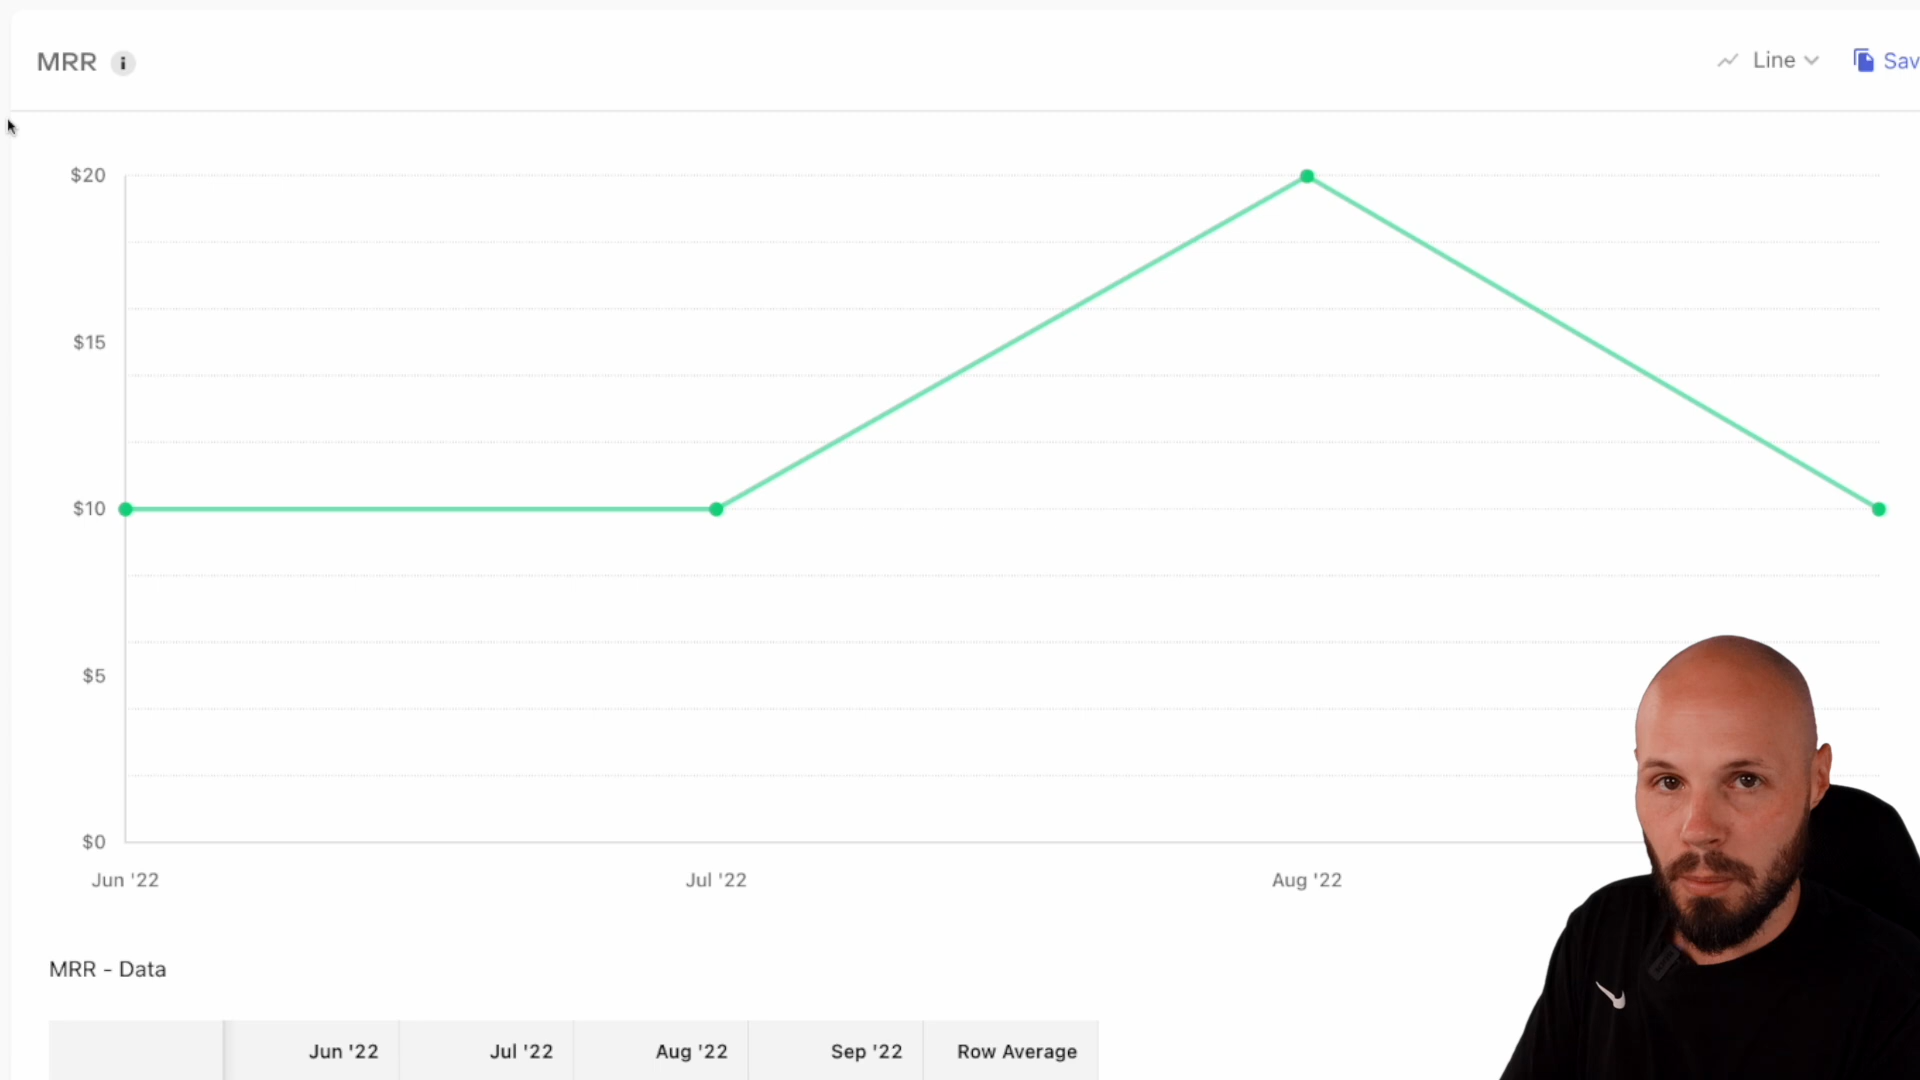 MRR i
Line
Sav
$20
$15
$10
$5
$0
Jun '22 Jul '22 Aug '22
MRR - Data
Jun '22 Jul '22 Aug '22 Sep '22 Row Average